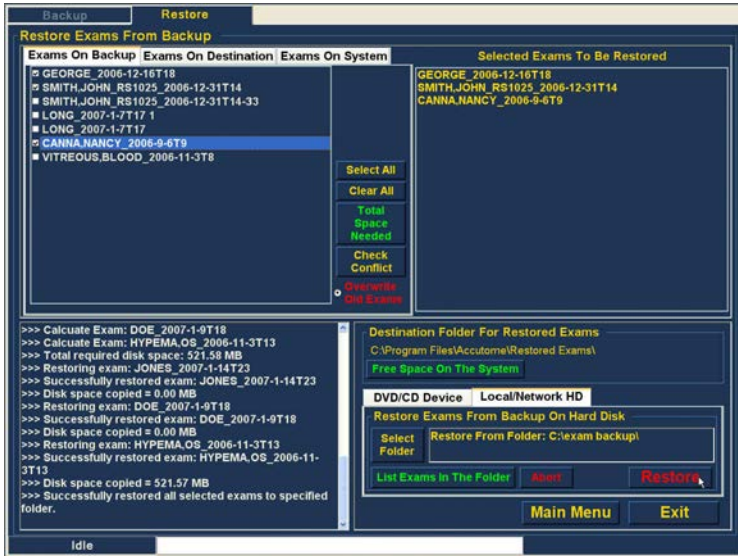 Backup
Restore
Restore Exams From Backup
Exams On Backup Exams On Destination Exams On System
GEORGE_2006-12-16T18
SMITH,JOHN_RS1025_2006-12-31T14
SMITH,JOHN_RS1025_2006-12-31T14-33
LONG_2007-1-7T17 1
LONG_2007-1-7T17
CANNA,NANCY_2006-9-6T9
VITREOUS,BLOOD_2006-11-3T8
Select All
Clear All
Total
Space
Needed
Check
Conflict
Overwrite
Old Exams
Selected Exams To Be Restored
GEORGE_2006-12-16T18
SMITH,JOHN_RS1025_2006-12-31T14
CANNA,NANCY_2006-9-6T9
>>> Calcuate Exam: DOE_2007-1-9T18
>>> Calcuate Exam: HYPEMA,OS_2006-11-3T13
>>> Total required disk space: 521.58 MB
>>> Restoring exam: JONES_2007-1-14T23
>>> Successfully restored exam: JONES_2007-1-14T23
>>> Disk space copied = 0.00 MB
>>> Restoring exam: DOE_2007-1-9T18
>>> Successfully restored exam: DOE_2007-1-9T18
>>> Disk space copied = 0.00 MB
>>> Restoring exam: HYPEMA,OS_2006-11-3T13
>>> Successfully restored exam: HYPEMA,OS_2006-11-
3T13
>>> Disk space copied = 521.57 MB
>>> Successfully restored all selected exams to specified
folder.
Destination Folder For Restored Exams
C:\Program Files\Accutome\Restored Exams\
Free Space On The System
DVD/CD Device Local/Network HD
Restore Exams From Backup On Hard Disk
Select
Folder
Restore From Folder: C:\exam backup\
List Exams In The Folder
Abort
Restore
Main Menu
Exit
Idle